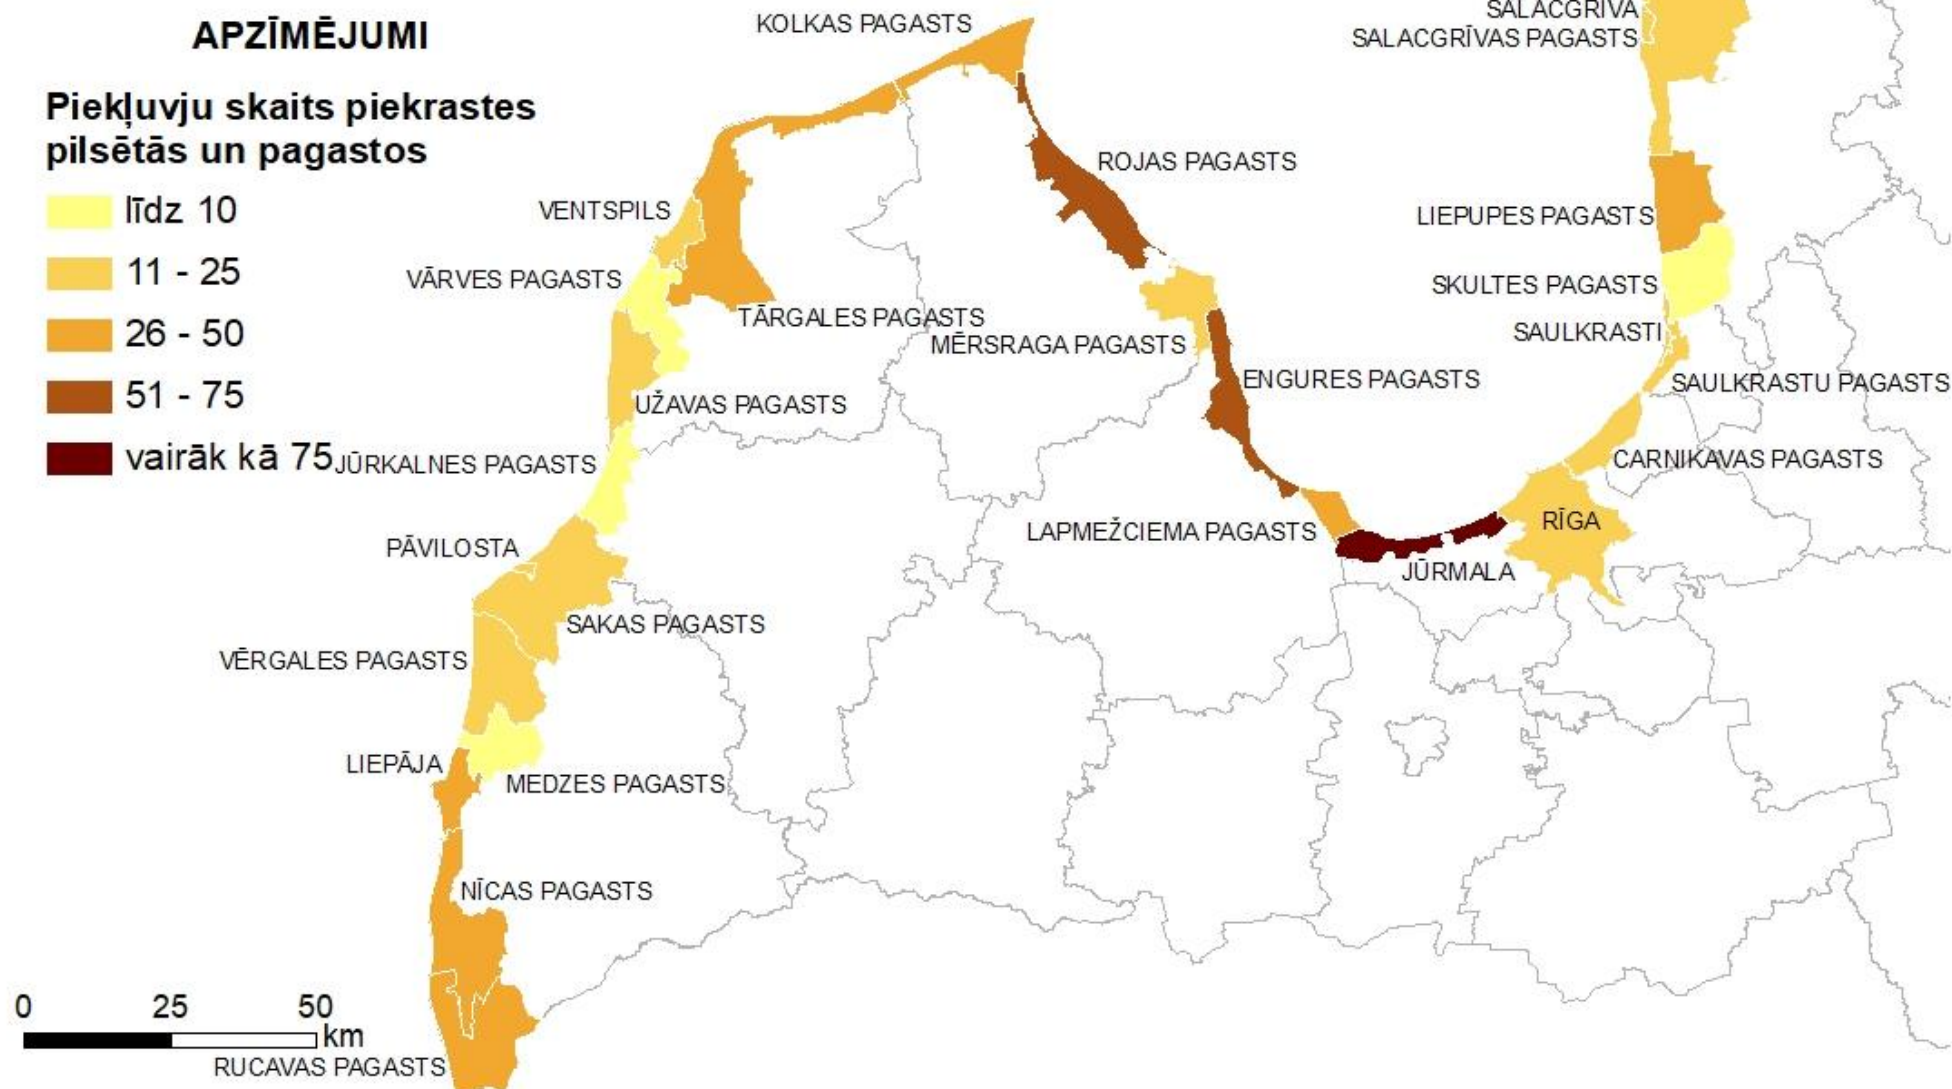 APZĪMĒJUMI
Piekļuvju skaits piekrastes
pilsētās un pagastos
līdz 10
11 - 25
26 - 50
51 - 75
vairāk kā 75
KOLKAS PAGASTS
SALACGRĪVA
SALACGRĪVAS PAGASTS
ROJAS PAGASTS
VENTSPILS
LIEPUPES PAGASTS
VĀRVES PAGASTS
SKULTES PAGASTS
TĀRGALES PAGASTS
MĒRSRAGA PAGASTS
SAULKRASTI
ENGURES PAGASTS
SAULKRASTU PAGASTS
UŽAVAS PAGASTS
JŪRKALNES PAGASTS
CARNIKAVAS PAGASTS
LAPMEŽCIEMA PAGASTS
RĪGA
PĀVILOSTA
JŪRMALA
SAKAS PAGASTS
VĒRGALES PAGASTS
LIEPĀJA
MEDZES PAGASTS
NĪCAS PAGASTS
0 25 50
km
RUCAVAS PAGASTS